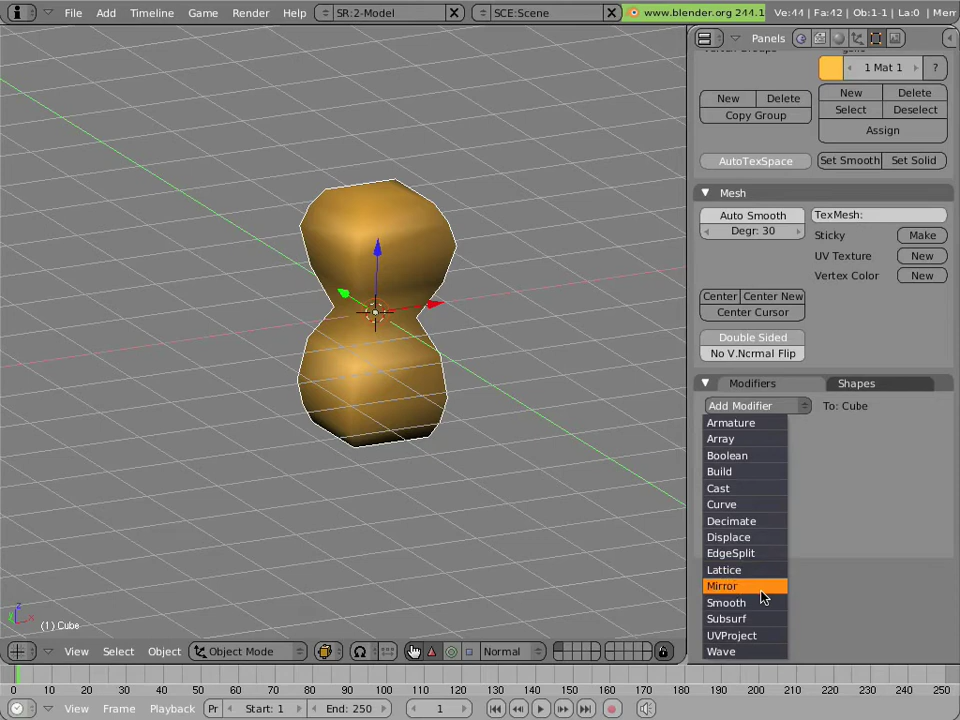 File Add Timeline Game Render Help SR:2-Model SCE:Scene www.blender.org 244.1 Ve:44 | Fa:42 | Ob:1-1 | La:0 | Mem
Panels
1 Mat 1 ?
New Delete New Delete
Copy Group Select Deselect
Assign
AutoTexSpace Set Smooth Set Solid
Mesh
Auto Smooth TexMesh:
Degr: 30 Sticky Make
UV Texture New
Vertex Color New
Center Center New
Center Cursor
Double Sided
No V.Normal Flip
Modifiers Shapes
Add Modifier To: Cube
Armature
Array
Boolean
Build
Cast
Curve
Decimate
Displace
EdgeSplit
Lattice
Mirror
Smooth
Subsurf
UVProject
Wave
z
y x
(1) Cube
View Select Object Object Mode Normal
0 10 20 30 40 50 60 70 80 90 100 110 120 130 140 150 160 170 180 190 200 210 220 230 240 250
View Frame Playback Pr Start: 1 End: 250 1